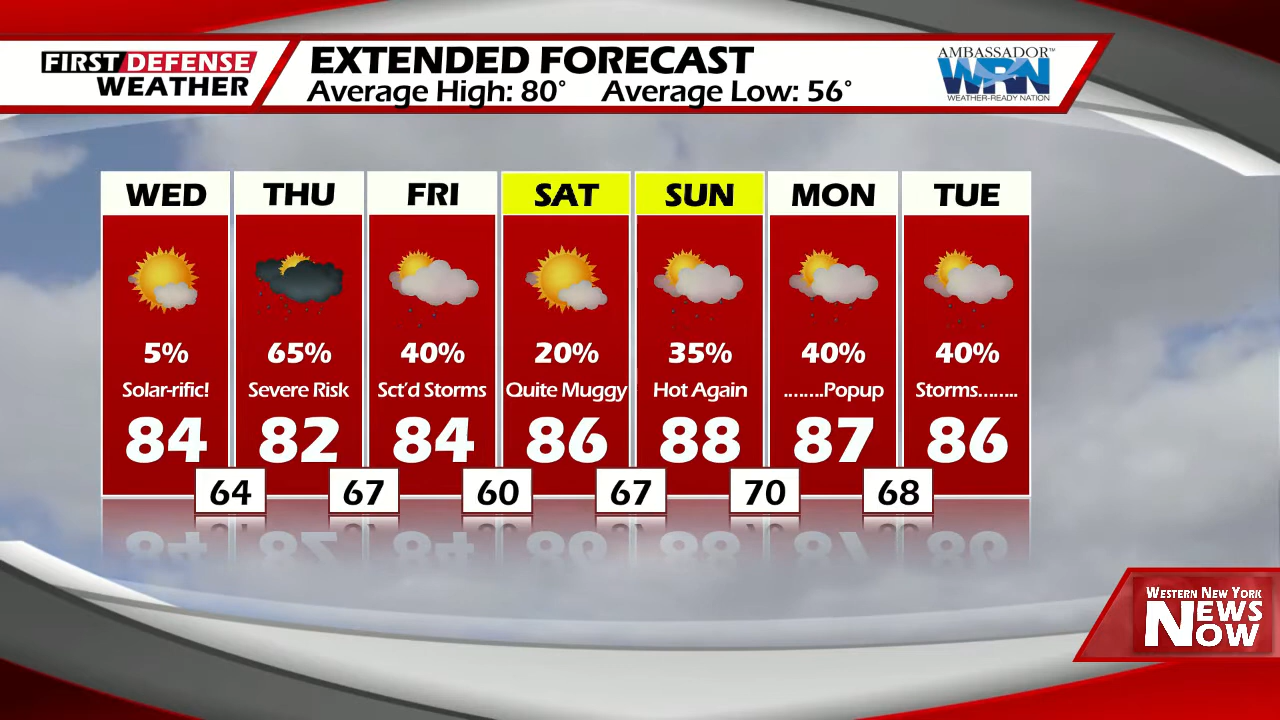 FIRST DEFENSE
WEATHER
EXTENDED FORECAST
Average High: 80° Average Low: 56°
AMBASSADOR™
WRN
WEATHER-READY NATION
WED THU FRI SAT SUN MON TUE
5% 65% 40% 20% 35% 40% 40%
Solar-rific! Severe Risk Sct'd Storms Quite Muggy Hot Again ........Popup Storms........
84 82 84 86 88 87 86
64 67 60 67 70 68
WESTERN NEW YORK
NEWS
NOW